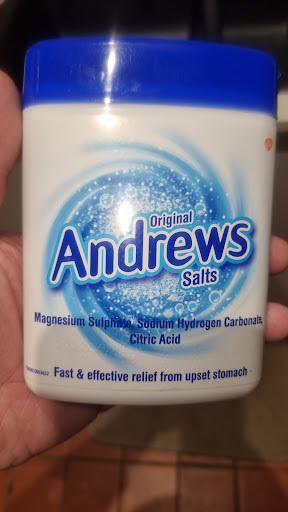 Original
Andrews
Salts
Magnesium Sulphate, Sodium Hydrogen Carbonate,
Citric Acid
Fast & effective relief from upset stomach